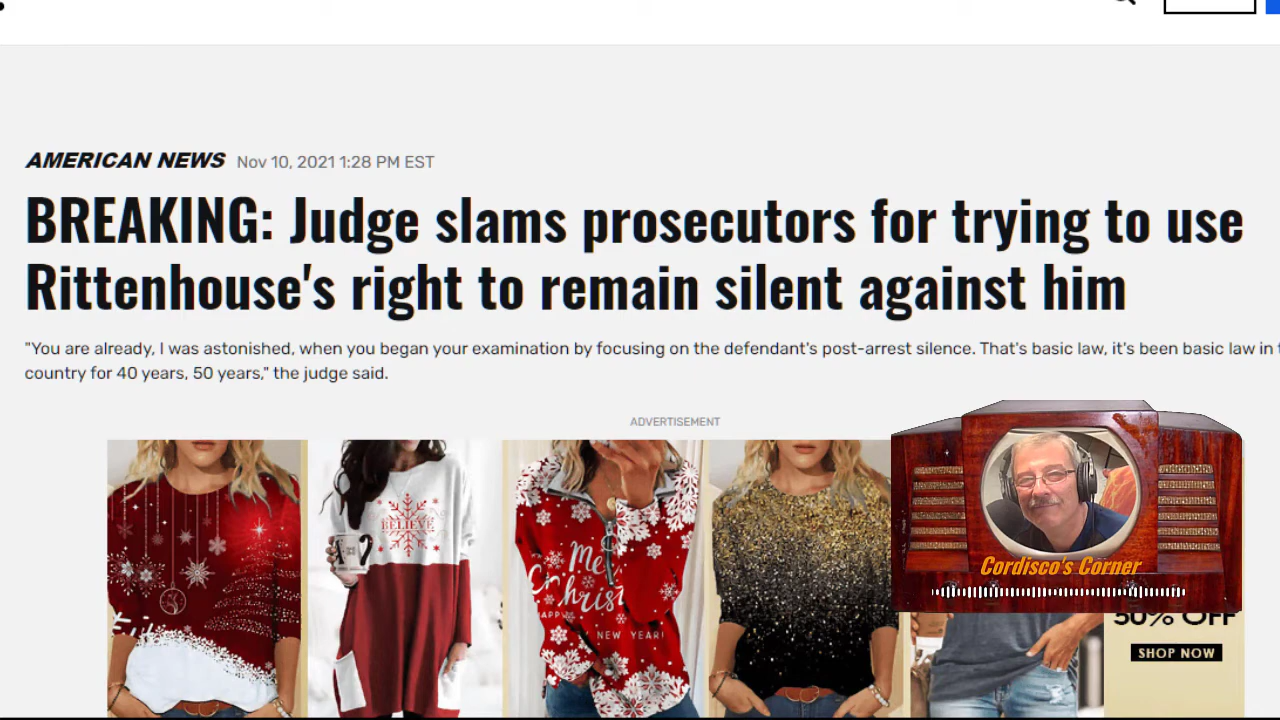 AMERICAN NEWS Nov 10, 2021 1:28 PM EST
BREAKING: Judge slams prosecutors for trying to use
Rittenhouse's right to remain silent against him
"You are already, I was astonished, when you began your examination by focusing on the defendant's post-arrest silence. That's basic law, it's been basic law in
country for 40 years, 50 years," the judge said.
ADVERTISEMENT
BELIEVE
Me
Christ
HAPPY
NEW YEAR!
Cordisco's Corner
50% OFF
SHOP NOW